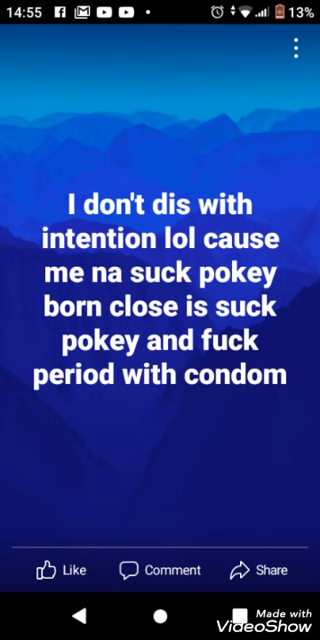 14:55
13%
I don't dis with
intention lol cause
me na suck pokey
born close is suck
pokey and fuck
period with condom
Like Comment Share
Made with
VideoShow